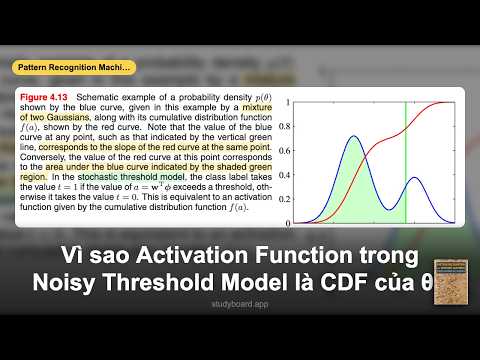 Pattern Recognition Machi...
Figure 4.13 Schematic example of a probability density p(θ)
shown by the blue curve, given in this example by a mixture
of two Gaussians, along with its cumulative distribution function
f(a), shown by the red curve. Note that the value of the blue
curve at any point, such as that indicated by the vertical green
line, corresponds to the slope of the red curve at the same point.
Conversely, the value of the red curve at this point corresponds
to the area under the blue curve indicated by the shaded green
region. In the stochastic threshold model, the class label takes
the value t = 1 if the value of a = wᵀϕ exceeds a threshold, oth-
erwise it takes the value t = 0. This is equivalent to an activation
function given by the cumulative distribution function f(a).
1
0.8
0.6
0.4
0.2
0
0 1 2 3 4
Vì sao Activation Function trong
Noisy Threshold Model là CDF của θ
studyboard.app